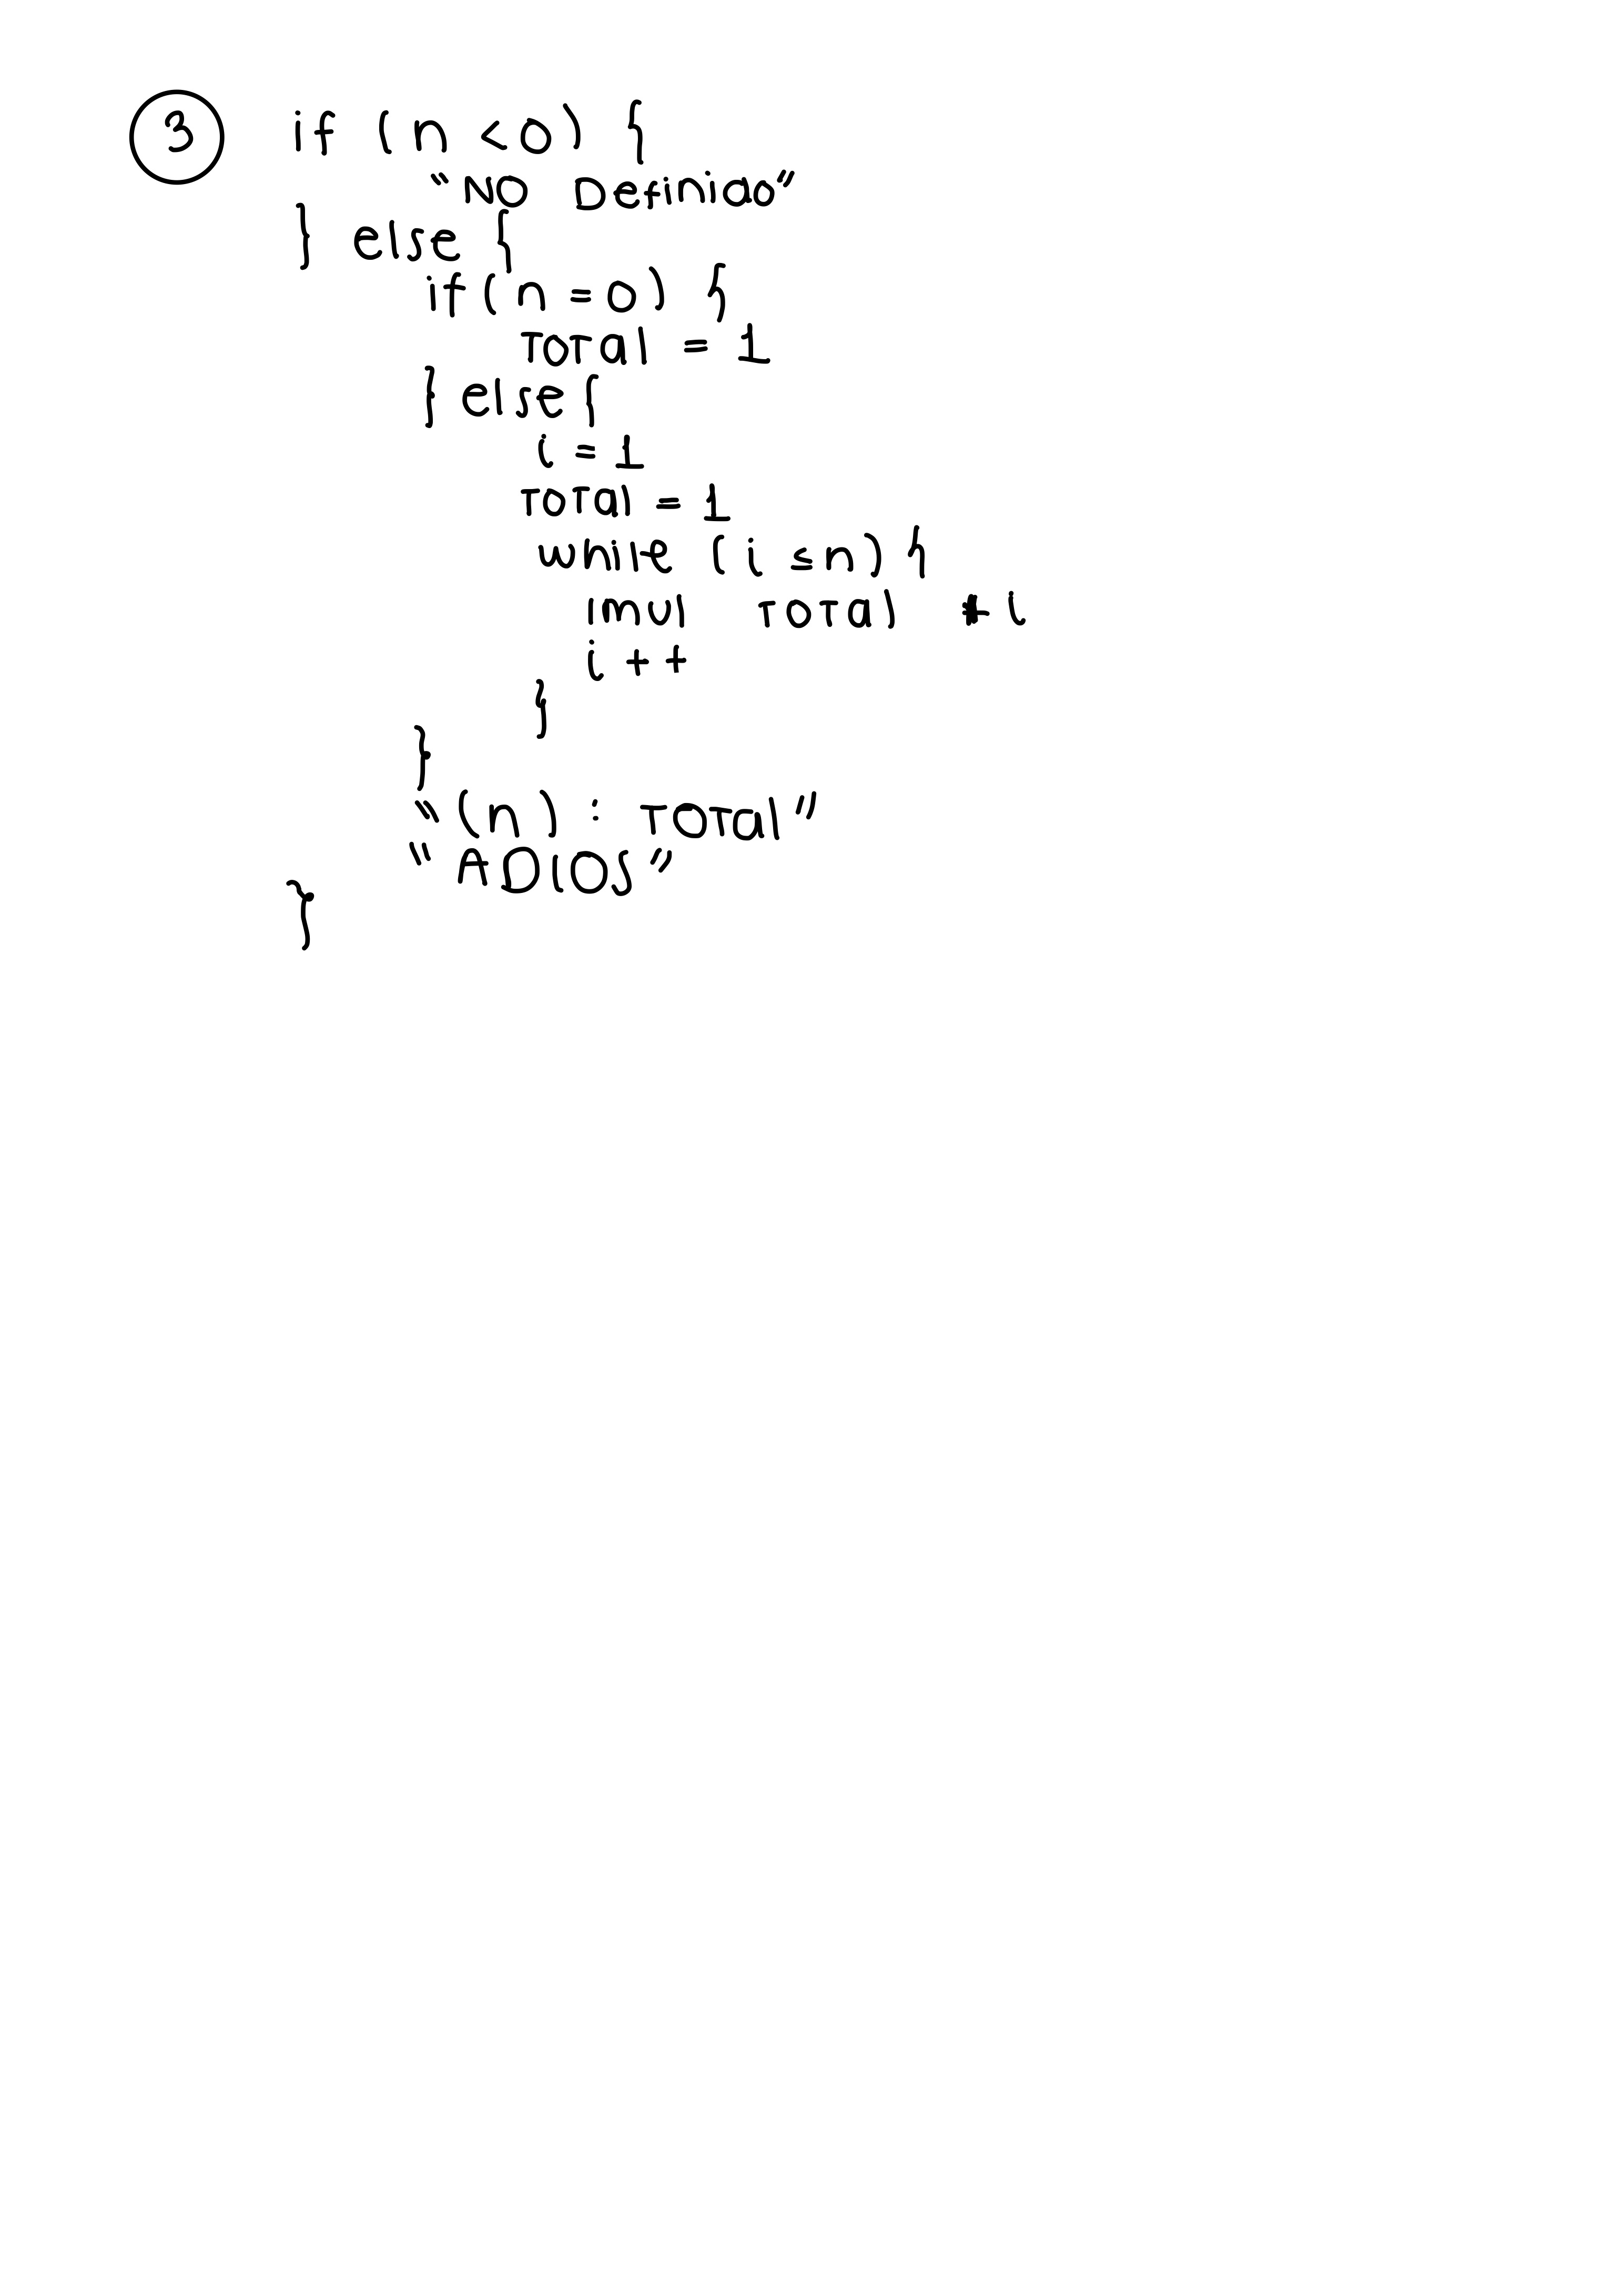 3 if (n <0) {
"NO Definido"
} else {
if (n = 0) {
Total = 1
} else {
i = 1
Total = 1
while (i ≤n) {
imul Total * i
i ++
}
}
"(n) : Total"
"ADIOS"
}